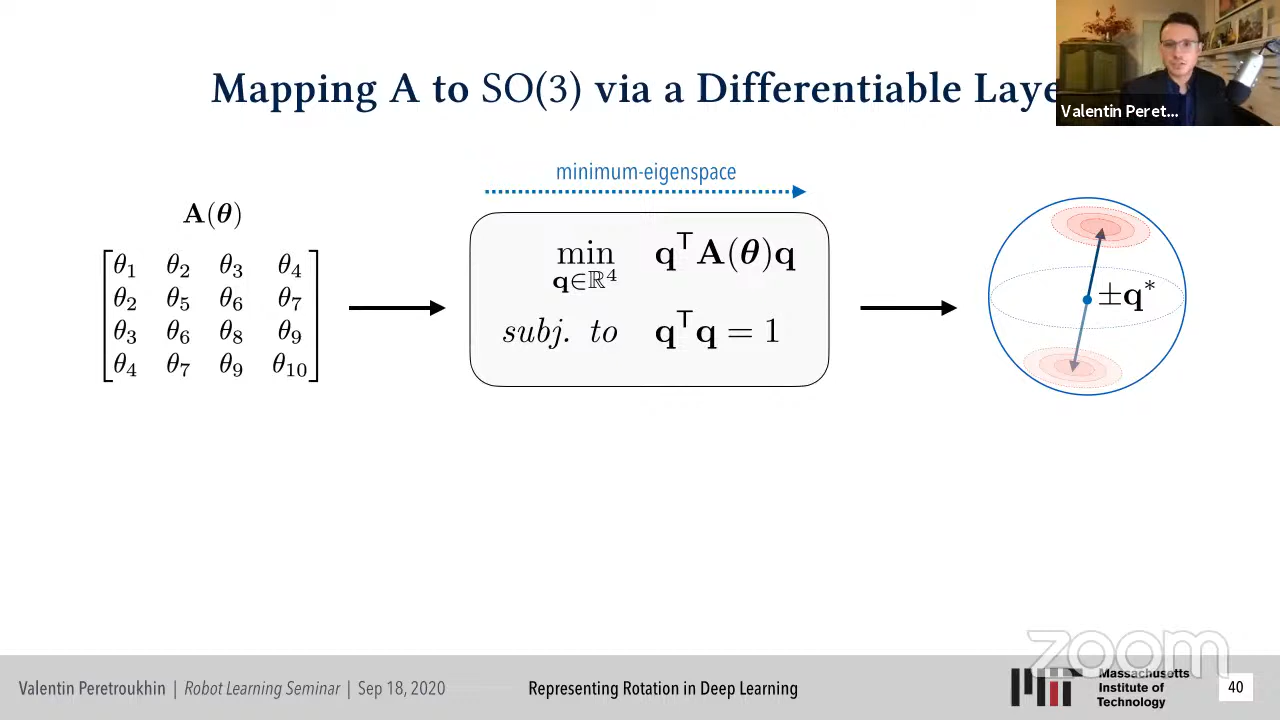 Mapping A to SO(3) via a Differentiable Laye
Valentin Peret...
minimum-eigenspace
A(θ)
θ₁ θ₂ θ₃ θ₄
θ₂ θ₅ θ₆ θ₇
θ₃ θ₆ θ₈ θ₉
θ₄ θ₇ θ₉ θ₁₀
min q∈ℝ⁴ qᵀA(θ)q
subj. to qᵀq = 1
±q*
zoom
Valentin Peretroukhin | Robot Learning Seminar | Sep 18, 2020
Representing Rotation in Deep Learning
Massachusetts
Institute of
Technology
40